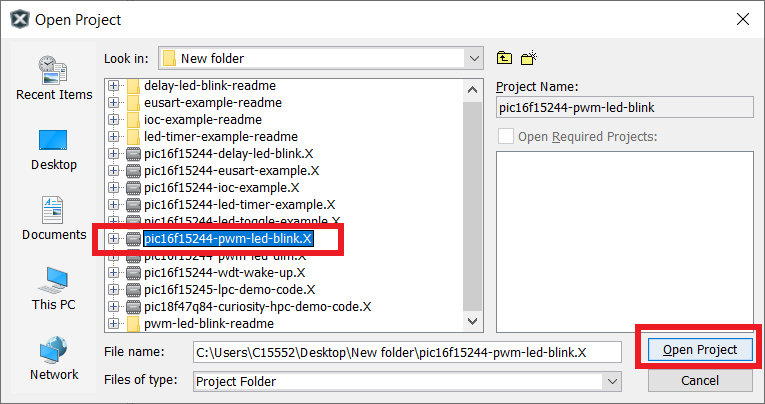 Open Project
Look in: New folder
Recent Items
Desktop
Documents
This PC
Network
delay-led-blink-readme
eusart-example-readme
ioc-example-readme
led-timer-example-readme
pic16f15244-delay-led-blink.X
pic16f15244-eusart-example.X
pic16f15244-ioc-example.X
pic16f15244-led-timer-example.X
pic16f15244-led-toggle-example.X
pic16f15244-pwm-led-blink.X
pic16f15244-pwm-led-dim.X
pic16f15244-wdt-wake-up.X
pic16f15245-lpc-demo-code.X
pic18f47q84-curiosity-hpc-demo-code.X
pwm-led-blink-readme
Project Name:
pic16f15244-pwm-led-blink
Open Required Projects:
File name: C:\Users\C15552\Desktop\New folder\pic16f15244-pwm-led-blink.X
Files of type: Project Folder
Open Project
Cancel